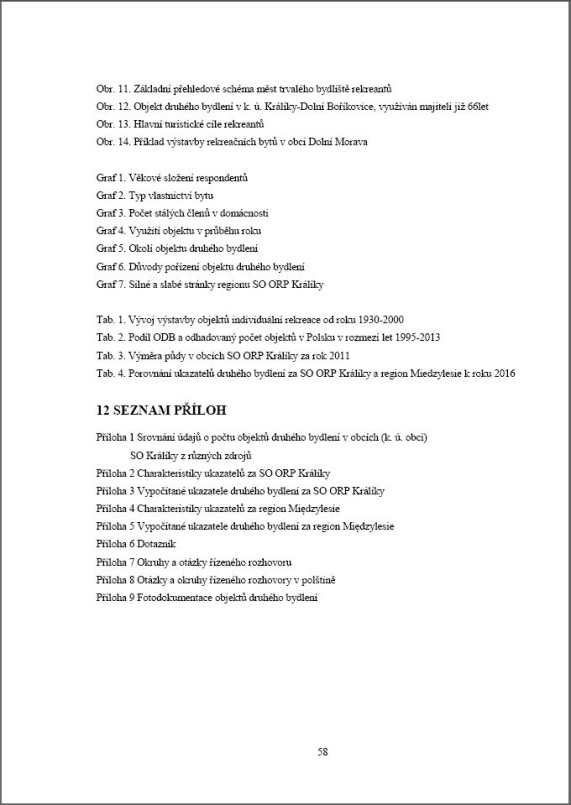 Obr. 11. Základní přehledové schéma měst trvalého bydliště rekreantů
Obr. 12. Objekt druhého bydlení v k. ú. Králíky-Dolní Boříkovice, využíván majiteli již 66let
Obr. 13. Hlavní turistické cíle rekreantů
Obr. 14. Příklad výstavby rekreačních bytů v obci Dolní Morava
Graf 1. Věkové složení respondentů
Graf 2. Typ vlastnictví bytu
Graf 3. Počet stálých členů v domácnosti
Graf 4. Využití objektu v průběhu roku
Graf 5. Okolí objektu druhého bydlení
Graf 6. Důvody pořízení objektu druhého bydlení
Graf 7. Silné a slabé stránky regionu SO ORP Králíky
Tab. 1. Vývoj výstavby objektů individuální rekreace od roku 1930-2000
Tab. 2. Podíl ODB a odhadovaný počet objektů v Polsku v rozmezí let 1995-2013
Tab. 3. Výměra půdy v obcích SO ORP Králíky za rok 2011
Tab. 4. Porovnání ukazatelů druhého bydlení za SO ORP Králíky a region Miedzylesie k roku 2016
12 SEZNAM PŘÍLOH
Příloha 1 Srovnání údajů o počtu objektů druhého bydlení v obcích (k. ú. obcí)
SO Králíky z různých zdrojů
Příloha 2 Charakteristiky ukazatelů za SO ORP Králíky
Příloha 3 Vypočítané ukazatele druhého bydlení za SO ORP Králíky
Příloha 4 Charakteristiky ukazatelů za region Międzylesie
Příloha 5 Vypočítané ukazatele druhého bydlení za region Międzylesie
Příloha 6 Dotazník
Příloha 7 Okruhy a otázky řízeného rozhovoru
Příloha 8 Otázky a okruhy řízeného rozhovory v polštině
Příloha 9 Fotodokumentace objektů druhého bydlení
58